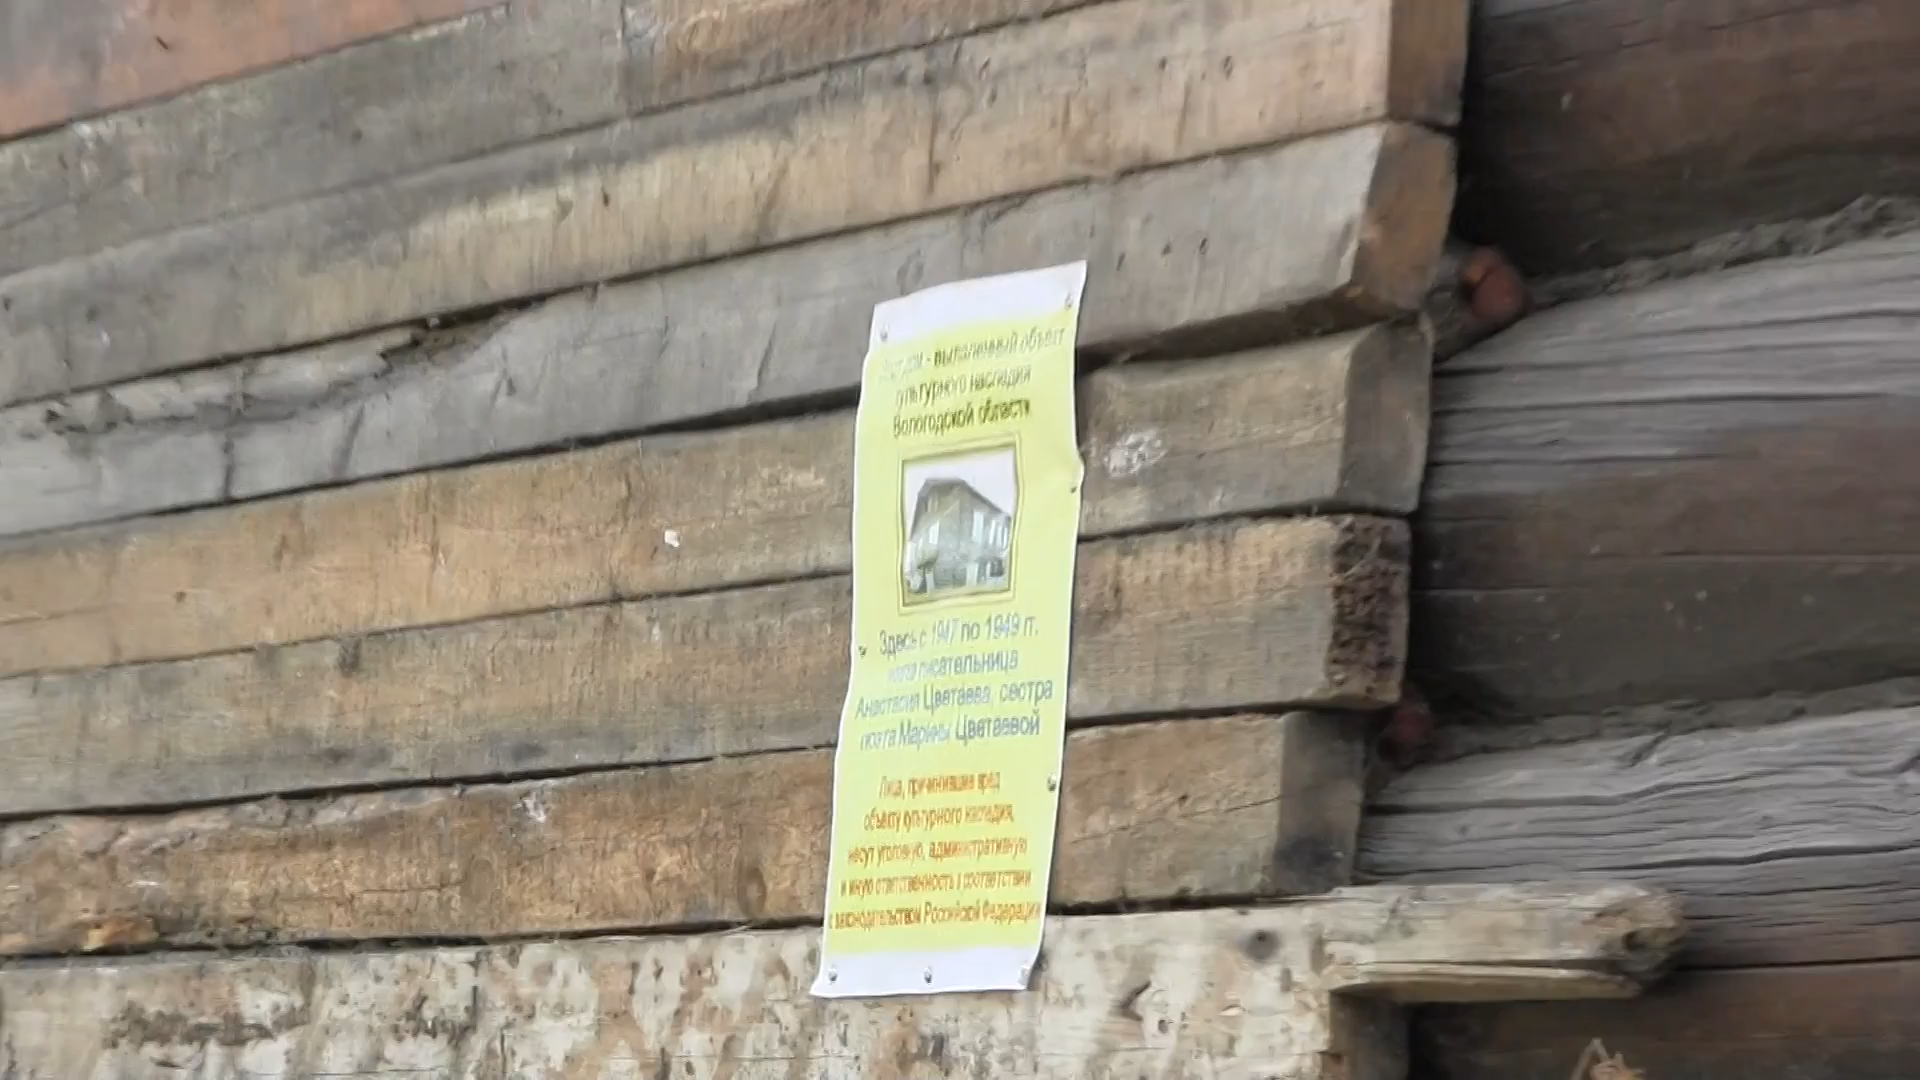 Этот дом - выявленный объект
культурного наследия
Вологодской области
Здесь с 1947 по 1949 гг.
жила писательница
Анастасия Цветаева, сестра
поэта Марины Цветаевой
Лица, причинившие вред
объекту культурного наследия,
несут уголовную, административную
и иную ответственность в соответствии
с законодательством Российской Федерации